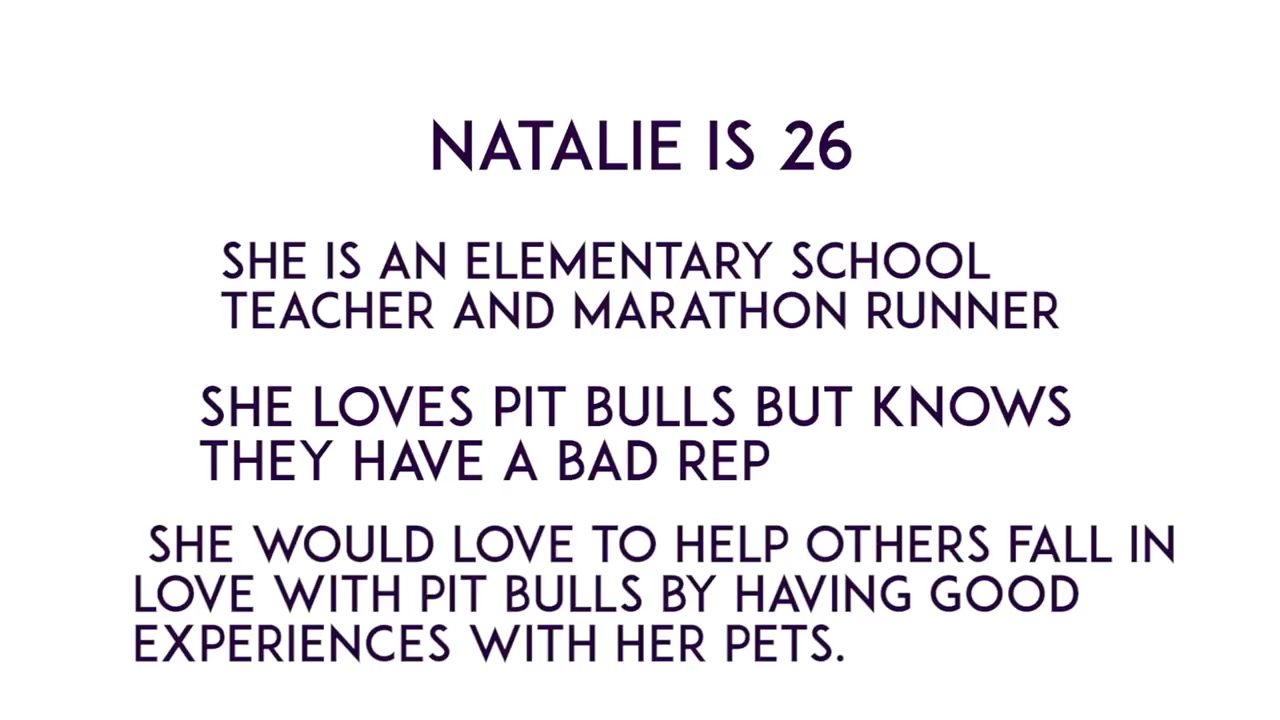 NATALIE IS 26
SHE IS AN ELEMENTARY SCHOOL
TEACHER AND MARATHON RUNNER
SHE LOVES PIT BULLS BUT KNOWS
THEY HAVE A BAD REP
SHE WOULD LOVE TO HELP OTHERS FALL IN
LOVE WITH PIT BULLS BY HAVING GOOD
EXPERIENCES WITH HER PETS.